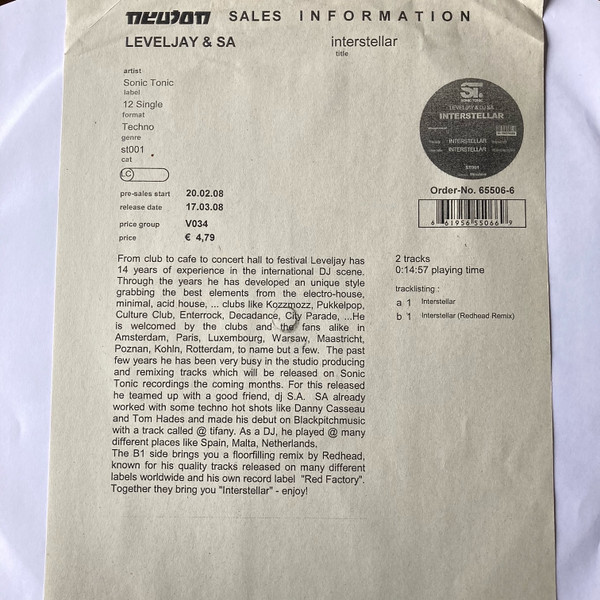 neuton SALES INFORMATION
LEVELJAY & SA
interstellar
title
artist
Sonic Tonic
label
12 Single
format
Techno
genre
st001
cat
LC
pre-sales start 20.02.08
release date 17.03.08
price group V034
price € 4,79
LEVELJAY & DJ SA
INTERSTELLAR
INTERSTELLAR
INTERSTELLAR
Order-No. 65506-6
6 61956 55066 9
From club to cafe to concert hall to festival Leveljay has
14 years of experience in the international DJ scene.
Through the years he has developed an unique style
grabbing the best elements from the electro-house,
minimal, acid house, ... clubs like Kozzmozz, Pukkelpop,
Culture Club, Enterrock, Decadance, City Parade, ...He
is welcomed by the clubs and the fans alike in
Amsterdam, Paris, Luxembourg, Warsaw, Maastricht,
Poznan, Kohln, Rotterdam, to name but a few. The past
few years he has been very busy in the studio producing
and remixing tracks which will be released on Sonic
Tonic recordings the coming months. For this released
he teamed up with a good friend, dj S.A. SA already
worked with some techno hot shots like Danny Casseau
and Tom Hades and made his debut on Blackpitchmusic
with a track called @ tifany. As a DJ, he played @ many
different places like Spain, Malta, Netherlands.
The B1 side brings you a floorfilling remix by Redhead,
known for his quality tracks released on many different
labels worldwide and his own record label "Red Factory".
Together they bring you "Interstellar" - enjoy!
2 tracks
0:14:57 playing time
tracklisting :
a 1 Interstellar
b 1 Interstellar (Redhead Remix)